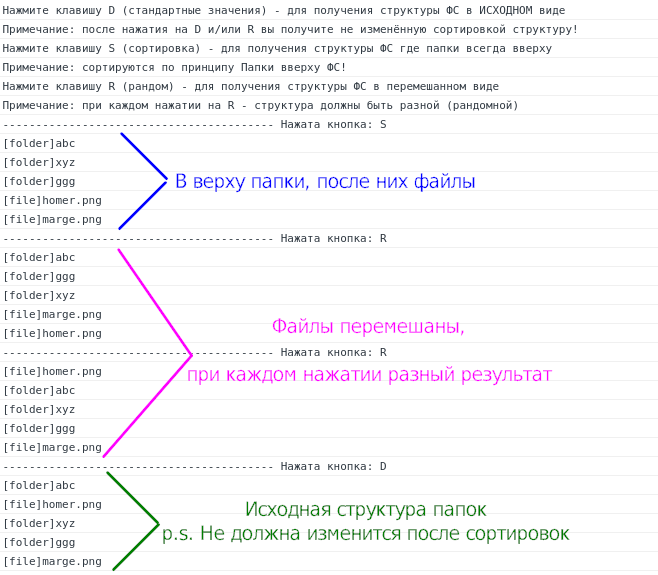 Нажмите клавишу D (стандартные значения) - для получения структуры ФС в ИСХОДНОМ виде
Примечание: после нажатия на D и/или R вы получите не изменённую сортировкой структуру!
Нажмите клавишу S (сортировка) - для получения структуры ФС где папки всегда вверху
Примечание: сортируются по принципу Папки вверху ФС!
Нажмите клавишу R (рандом) - для получения структуры ФС в перемешанном виде
Примечание: при каждом нажатии на R - структура должны быть разной (рандомной)
----------------------------------------- Нажата кнопка: S
[folder]abc
[folder]xyz
[folder]ggg
В верху папки, после них файлы
[file]homer.png
[file]marge.png
----------------------------------------- Нажата кнопка: R
[folder]abc
[folder]ggg
[folder]xyz
[file]marge.png
[file]homer.png
Файлы перемешаны,
----------------------------------------- Нажата кнопка: R
[file]homer.png
при каждом нажатии разный результат
[folder]abc
[folder]xyz
[folder]ggg
[file]marge.png
----------------------------------------- Нажата кнопка: D
[folder]abc
[file]homer.png
Исходная структура папок
[folder]xyz
p.s. Не должна изменится после сортировок
[folder]ggg
[file]marge.png